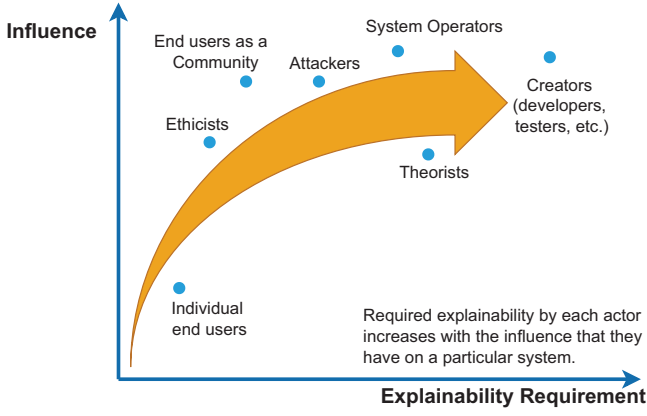 Influence
System Operators
End users as a
Community
Attackers
Creators
(developers,
testers, etc.)
Ethicists
Theorists
Individual
end users
Required explainability by each actor
increases with the influence that they
have on a particular system.
Explainability Requirement